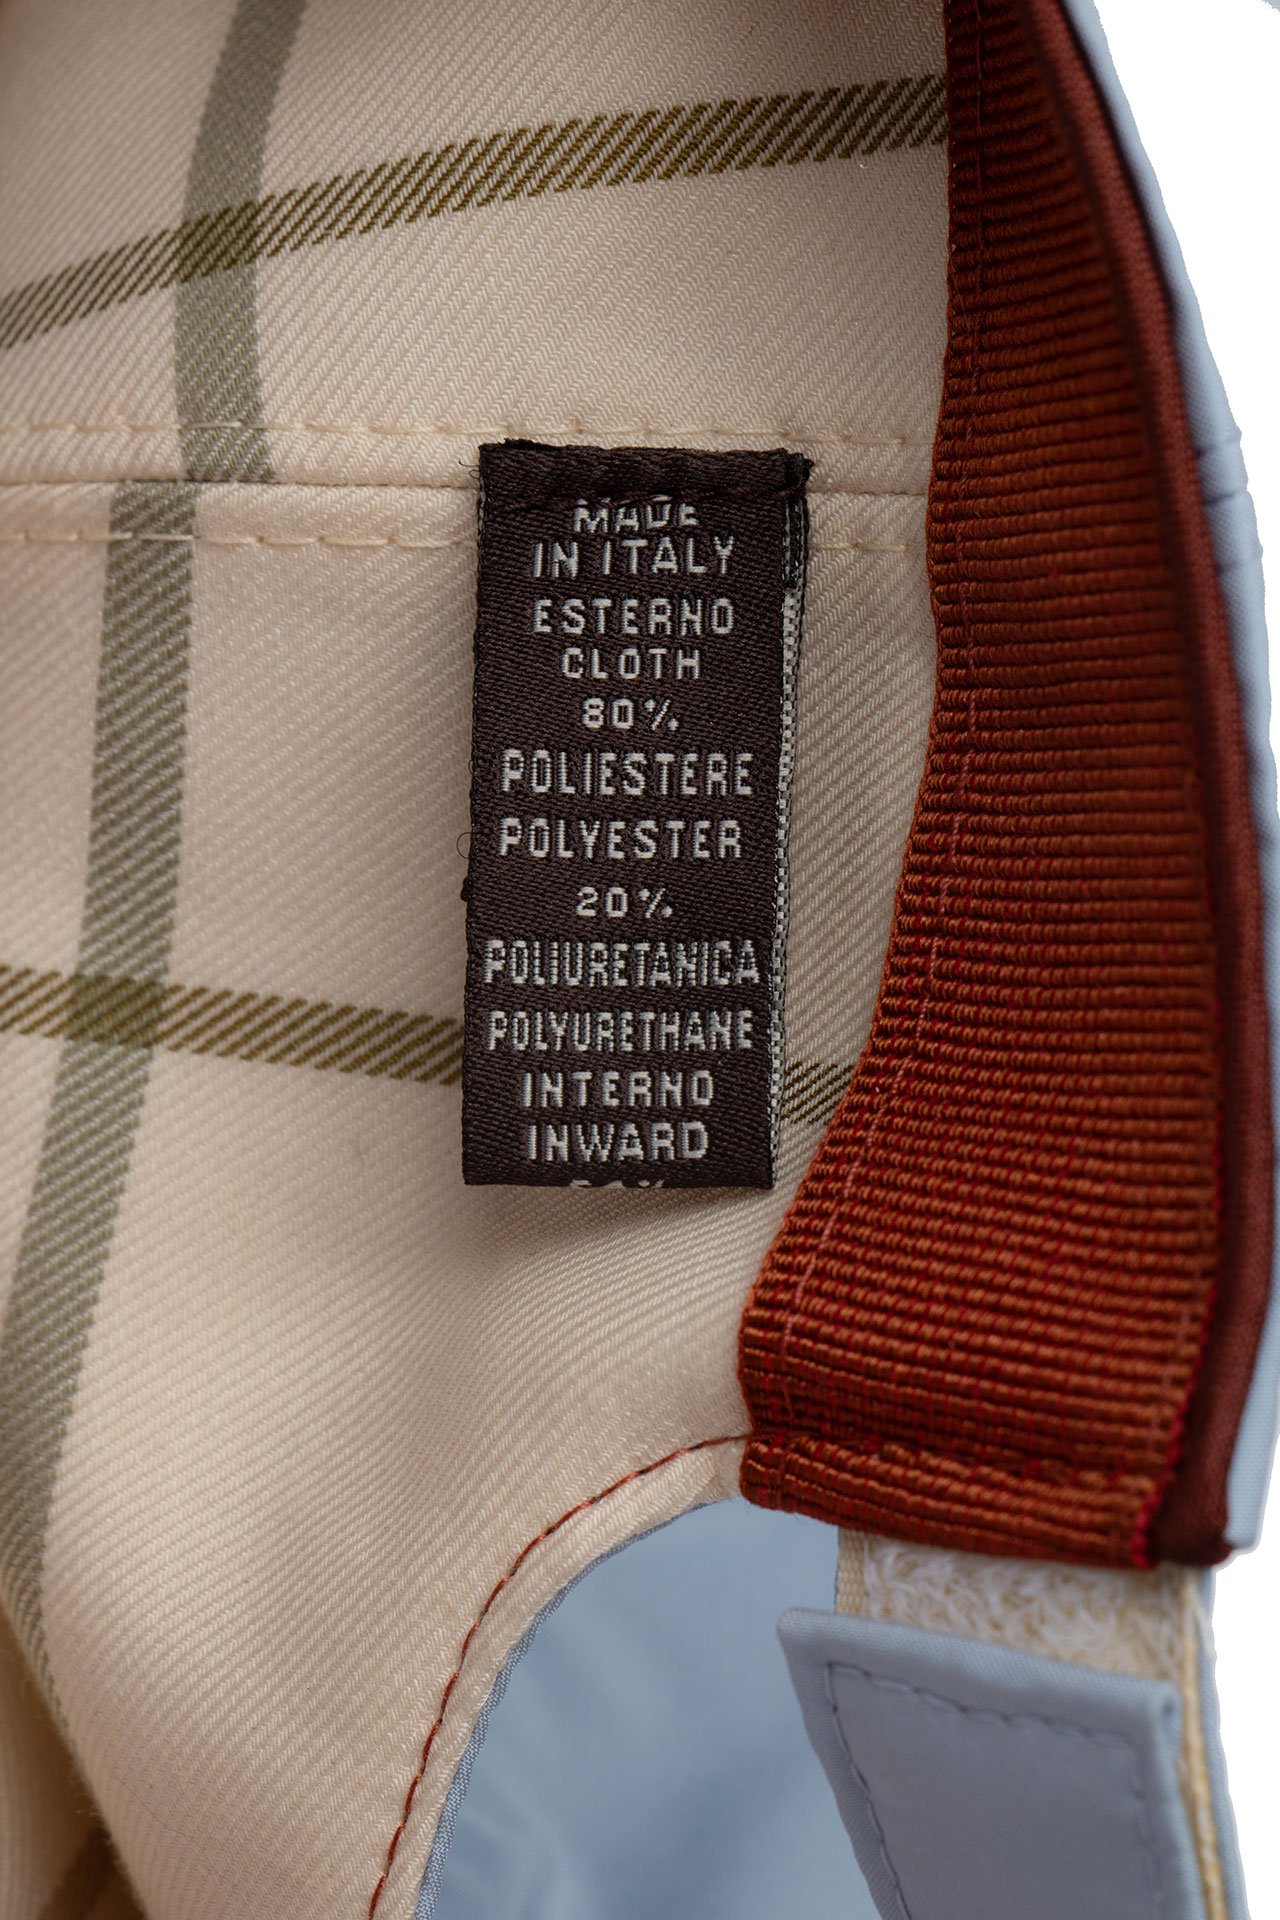 MADE
IN ITALY
ESTERNO
CLOTH
80%
POLIESTERE
POLYESTER
20%
POLIURETANICA
POLYURETHANE
INTERNO
INWARD